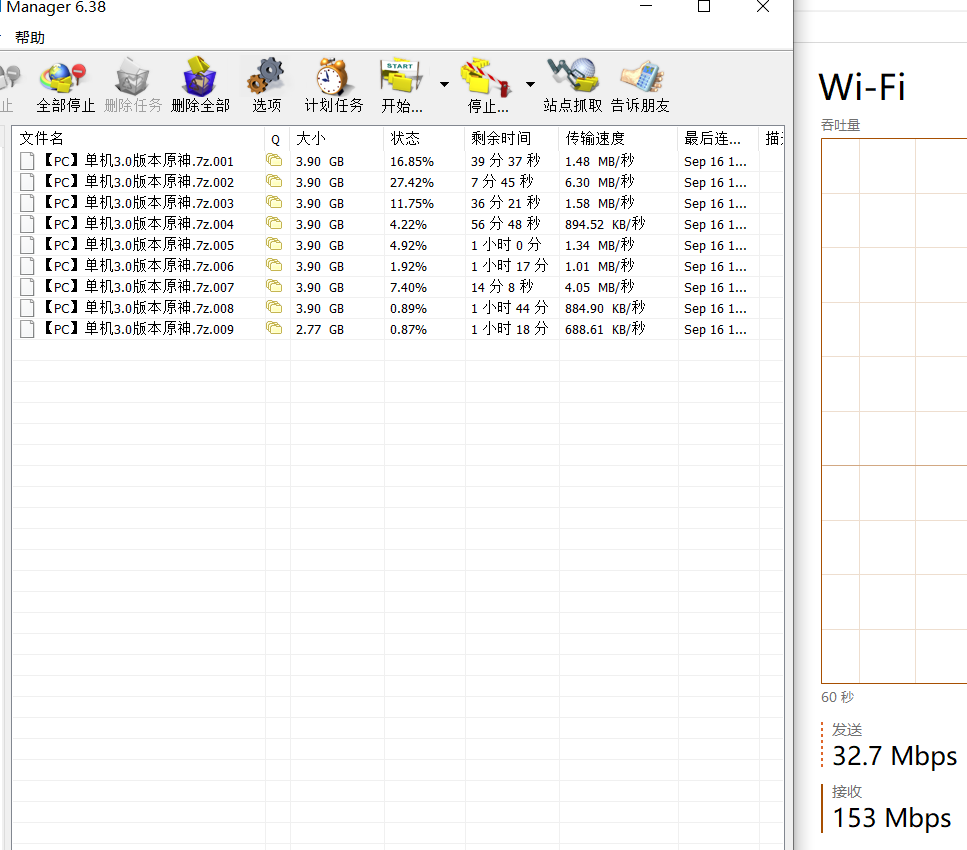 Manager 6.38
帮助
止
全部停止 删除任务 删除全部 选项 计划任务 START 开始... 停止... 站点抓取 告诉朋友
文件名 Q 大小 状态 剩余时间 传输速度 最后连...
【PC】单机3.0版本原神.7z.001 3.90 GB 16.85% 39 分 37 秒 1.48 MB/秒 Sep 16 1...
【PC】单机3.0版本原神.7z.002 3.90 GB 27.42% 7 分 45 秒 6.30 MB/秒 Sep 16 1...
【PC】单机3.0版本原神.7z.003 3.90 GB 11.75% 36 分 21 秒 1.58 MB/秒 Sep 16 1...
【PC】单机3.0版本原神.7z.004 3.90 GB 4.22% 56 分 48 秒 894.52 KB/秒 Sep 16 1...
【PC】单机3.0版本原神.7z.005 3.90 GB 4.92% 1 小时 0 分 1.34 MB/秒 Sep 16 1...
【PC】单机3.0版本原神.7z.006 3.90 GB 1.92% 1 小时 17 分 1.01 MB/秒 Sep 16 1...
【PC】单机3.0版本原神.7z.007 3.90 GB 7.40% 14 分 8 秒 4.05 MB/秒 Sep 16 1...
【PC】单机3.0版本原神.7z.008 3.90 GB 0.89% 1 小时 44 分 884.90 KB/秒 Sep 16 1...
【PC】单机3.0版本原神.7z.009 2.77 GB 0.87% 1 小时 18 分 688.61 KB/秒 Sep 16 1...
Wi-Fi
吞吐量
60 秒
发送
32.7 Mbps
接收
153 Mbps